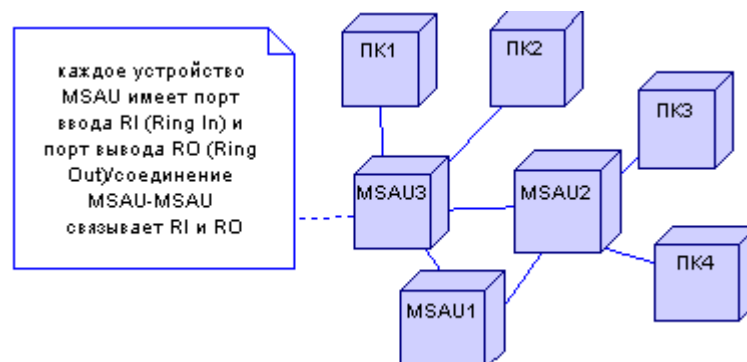 каждое устройство
MSAU имеет порт
ввода RI (Ring In) и
порт вывода RO (Ring
Out)/соединение
MSAU-MSAU
связывает RI и RO
ПК1
ПК2
ПК3
MSAU3
MSAU2
ПК4
MSAU1